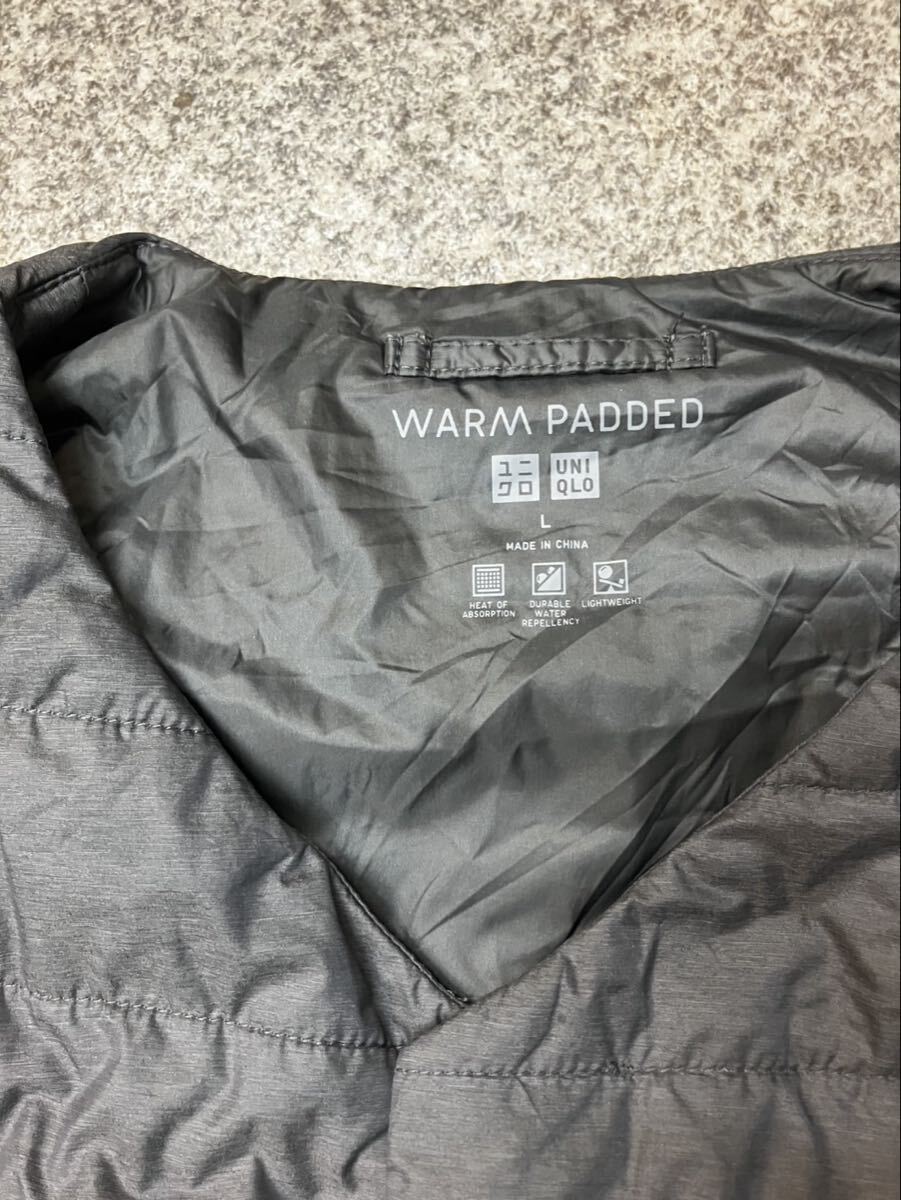 WARM PADDED
ユニ UNI
クロ QLO
L
MADE IN CHINA
HEAT OF ABSORPTION
DURABLE WATER REPELLENCY
LIGHTWEIGHT